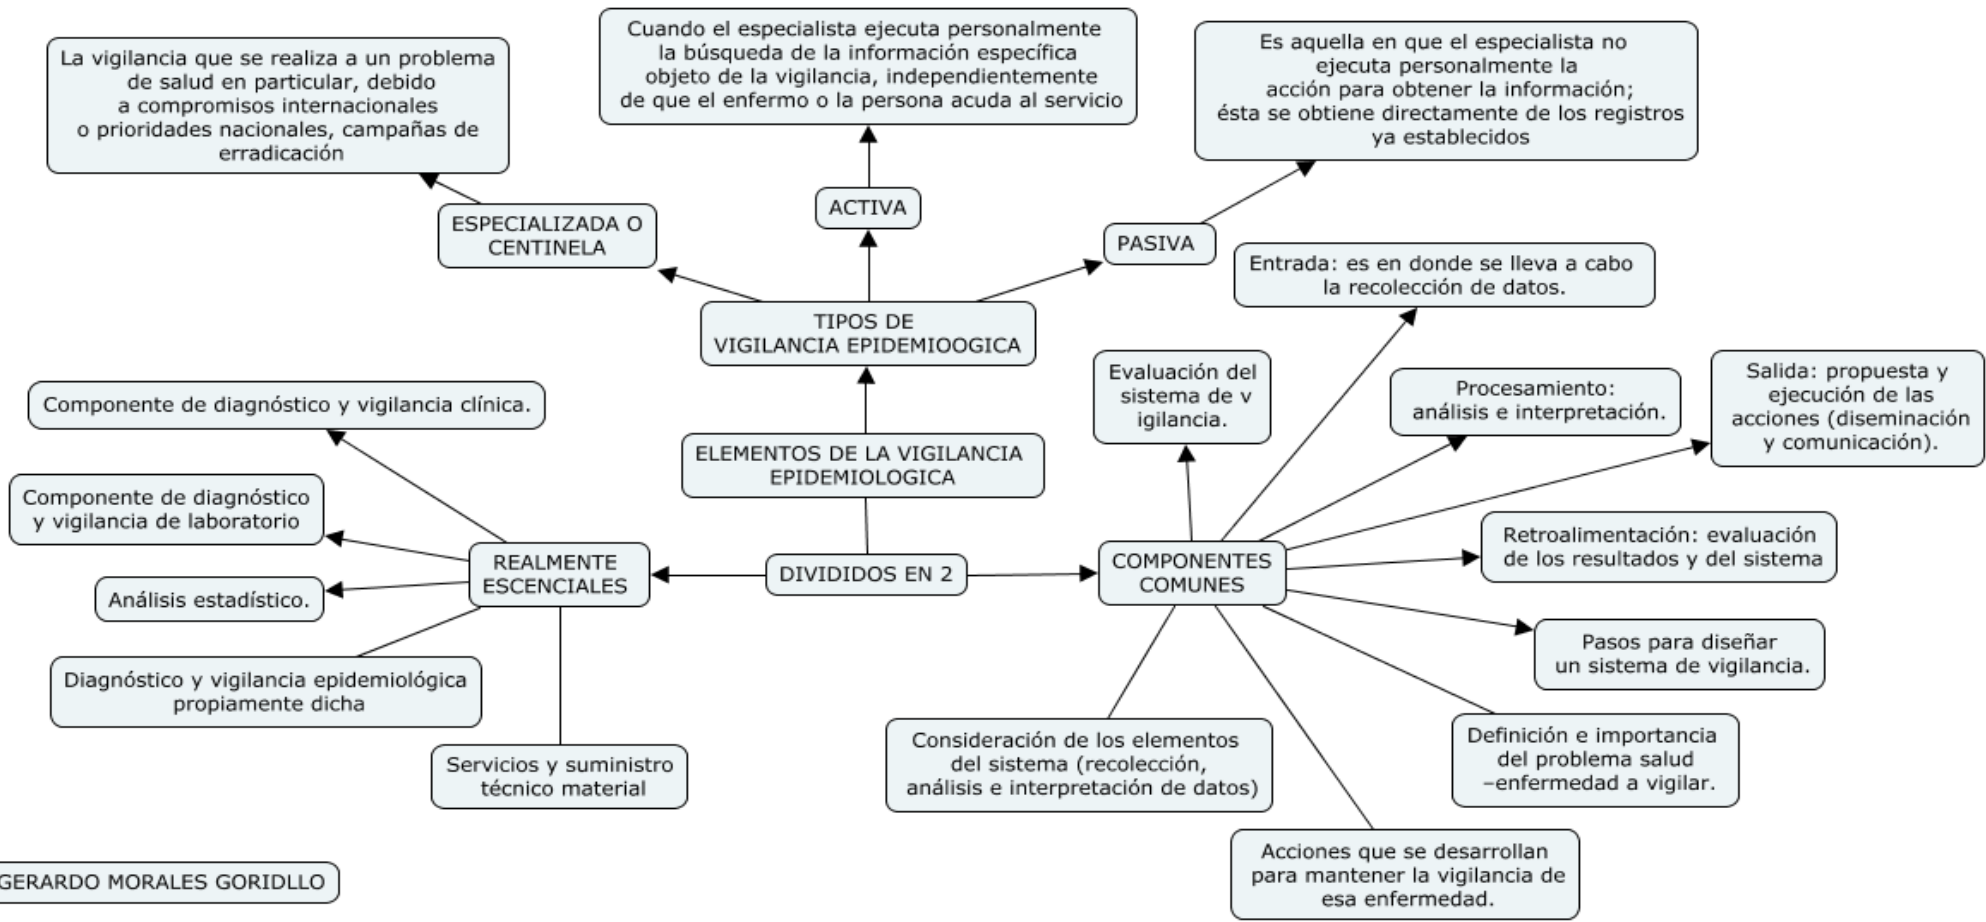 La vigilancia que se realiza a un problema
de salud en particular, debido
a compromisos internacionales
o prioridades nacionales, campañas de
erradicación
Cuando el especialista ejecuta personalmente
la búsqueda de la información específica
objeto de la vigilancia, independientemente
de que el enfermo o la persona acuda al servicio
Es aquella en que el especialista no
ejecuta personalmente la
acción para obtener la información;
ésta se obtiene directamente de los registros
ya establecidos
ESPECIALIZADA O
CENTINELA
ACTIVA
PASIVA
TIPOS DE
VIGILANCIA EPIDEMIOOGICA
Entrada: es en donde se lleva a cabo
la recolección de datos.
Evaluación del
sistema de v
igilancia.
Procesamiento:
análisis e interpretación.
Salida: propuesta y
ejecución de las
acciones (diseminación
y comunicación).
Componente de diagnóstico y vigilancia clínica.
ELEMENTOS DE LA VIGILANCIA
EPIDEMIOLOGICA
Componente de diagnóstico
y vigilancia de laboratorio
REALMENTE
ESCENCIALES
DIVIDIDOS EN 2
COMPONENTES
COMUNES
Retroalimentación: evaluación
de los resultados y del sistema
Análisis estadístico.
Pasos para diseñar
un sistema de vigilancia.
Diagnóstico y vigilancia epidemiológica
propiamente dicha
Servicios y suministro
técnico material
Consideración de los elementos
del sistema (recolección,
análisis e interpretación de datos)
Definición e importancia
del problema salud
–enfermedad a vigilar.
Acciones que se desarrollan
para mantener la vigilancia de
esa enfermedad.
GERARDO MORALES GORIDLLO